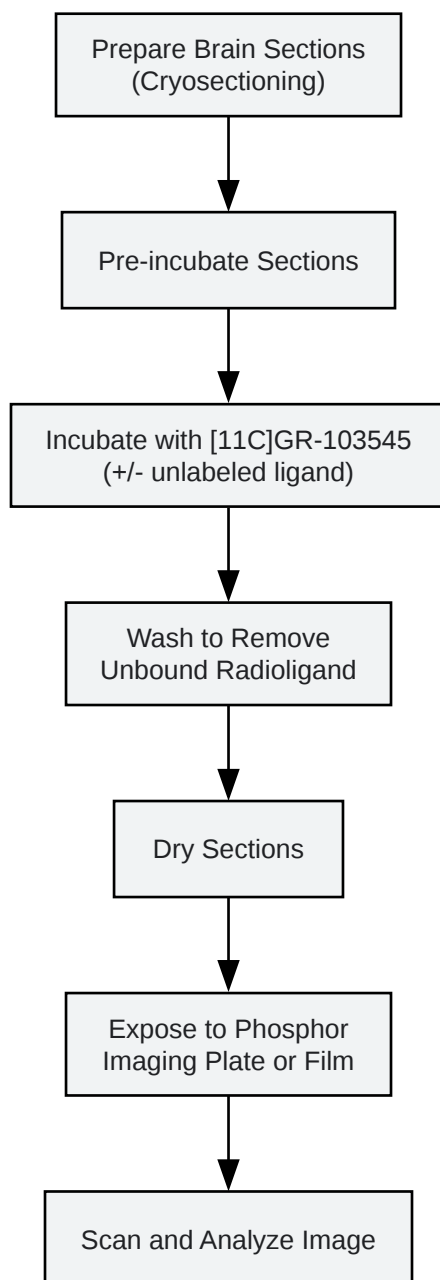 Prepare Brain Sections
(Cryosectioning)
Pre-incubate Sections
Incubate with [11C]GR-103545
(+/- unlabeled ligand)
Wash to Remove
Unbound Radioligand
Dry Sections
Expose to Phosphor
Imaging Plate or Film
Scan and Analyze Image